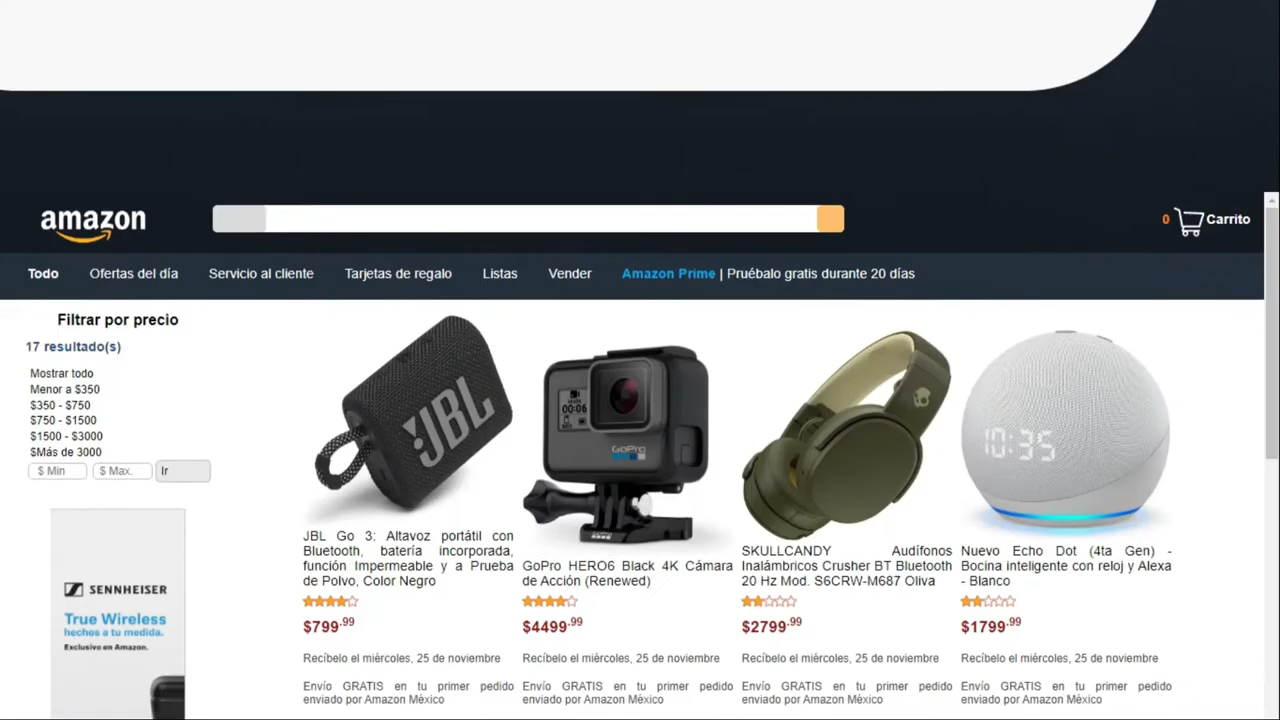 amazon
0 Carrito
Todo Ofertas del día Servicio al cliente Tarjetas de regalo Listas Vender Amazon Prime | Pruébalo gratis durante 20 días
Filtrar por precio
17 resultado(s)
Mostrar todo
Menor a $350
$350 - $750
$750 - $1500
$1500 - $3000
$Más de 3000
$ Min $ Max. Ir
SENNHEISER
True Wireless
hechos a tu medida.
Exclusivo en Amazon.
JBL
JBL Go 3: Altavoz portátil con
Bluetooth, batería incorporada,
función Impermeable y a Prueba
de Polvo, Color Negro
$799.99
Recíbelo el miércoles, 25 de noviembre
Envío GRATIS en tu primer pedido
enviado por Amazon México
00:06
GoPro
GoPro HERO6 Black 4K Cámara
de Acción (Renewed)
$4499.99
Recíbelo el miércoles, 25 de noviembre
Envío GRATIS en tu primer pedido
enviado por Amazon México
SKULLCANDY Audífonos
Inalámbricos Crusher BT Bluetooth
20 Hz Mod. S6CRW-M687 Oliva
$2799.99
Recíbelo el miércoles, 25 de noviembre
Envío GRATIS en tu primer pedido
enviado por Amazon México
10:35
Nuevo Echo Dot (4ta Gen) -
Bocina inteligente con reloj y Alexa
- Blanco
$1799.99
Recíbelo el miércoles, 25 de noviembre
Envío GRATIS en tu primer pedido
enviado por Amazon México